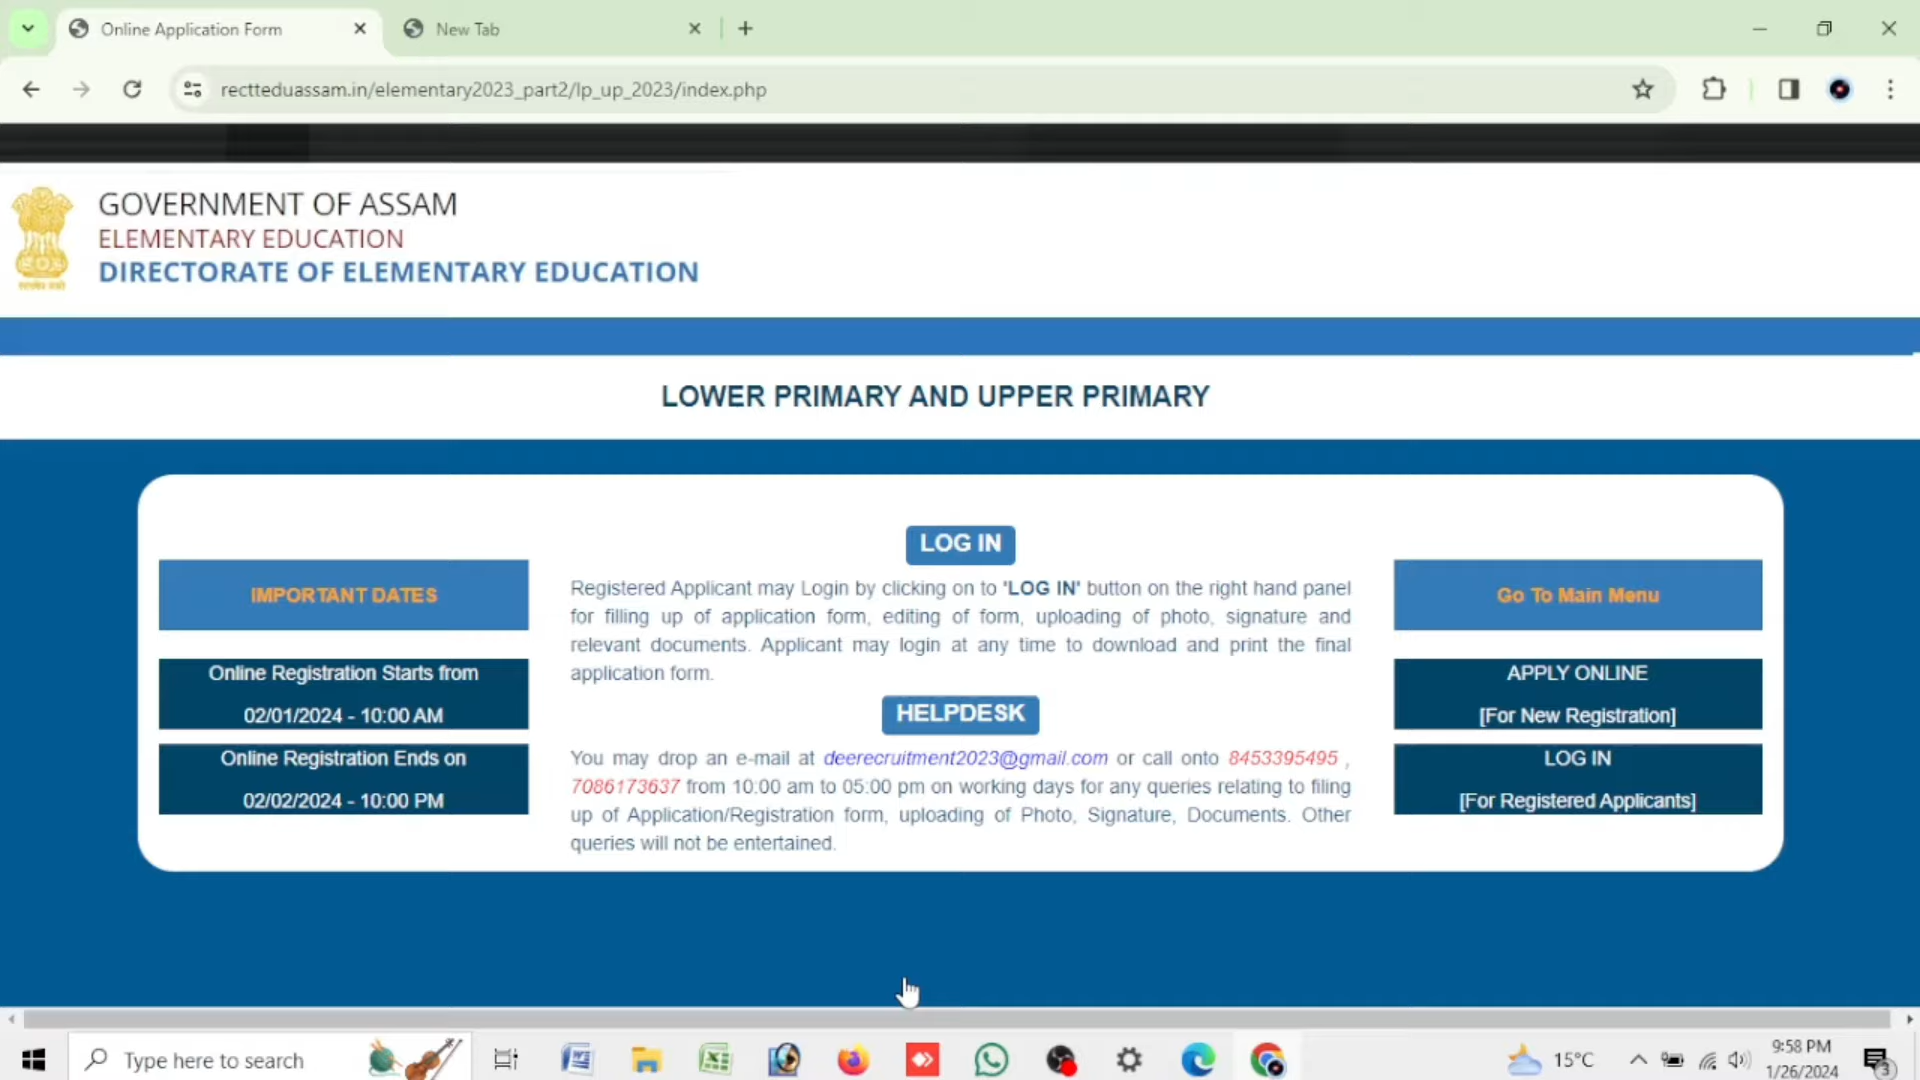 Online Application Form
New Tab
rectteduassam.in/elementary2023_part2/lp_up_2023/index.php
GOVERNMENT OF ASSAM
ELEMENTARY EDUCATION
DIRECTORATE OF ELEMENTARY EDUCATION
LOWER PRIMARY AND UPPER PRIMARY
IMPORTANT DATES
Online Registration Starts from
02/01/2024 - 10:00 AM
Online Registration Ends on
02/02/2024 - 10:00 PM
LOG IN
Registered Applicant may Login by clicking on to 'LOG IN' button on the right hand panel
for filling up of application form, editing of form, uploading of photo, signature and
relevant documents. Applicant may login at any time to download and print the final
application form.
HELPDESK
You may drop an e-mail at deerecruitment2023@gmail.com or call onto 8453395495 ,
7086173637 from 10:00 am to 05:00 pm on working days for any queries relating to filing
up of Application/Registration form, uploading of Photo, Signature, Documents. Other
queries will not be entertained.
Go To Main Menu
APPLY ONLINE
[For New Registration]
LOG IN
[For Registered Applicants]
Type here to search
15°C
9:58 PM
1/26/2024
3